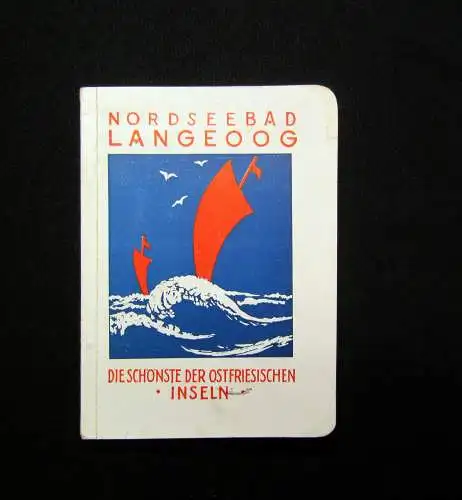 NORDSEEBAD
LANGEOOG
DIE SCHÖNSTE DER OSTFRIESISCHEN
• INSELN